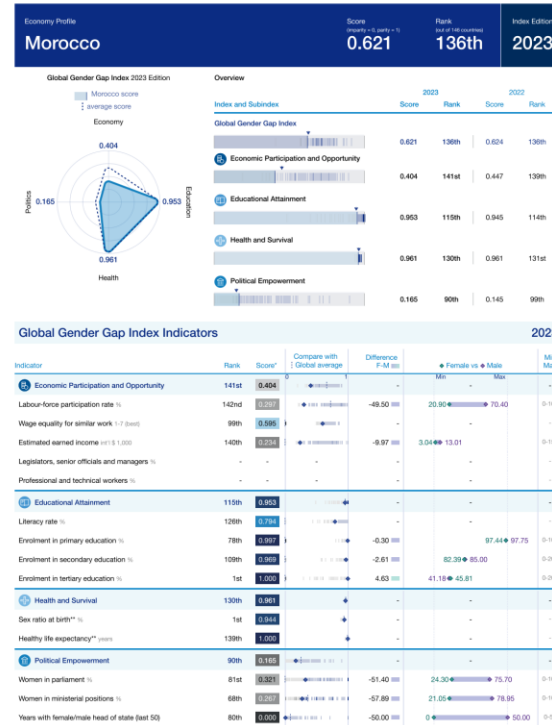 Economy Profile
Morocco
Score
(imparity = 0, parity = 1)
0.621
Rank
(out of 146 countries)
136th
Index Edition
2023
Global Gender Gap Index 2023 Edition
Morocco score
average score
Economy
0.404
Politics
0.165
0.953
Education
0.961
Health
Overview
2023 2022
Index and Subindex Score Rank Score Rank
Global Gender Gap Index
0.621 136th 0.624 136th
Economic Participation and Opportunity
0.404 141st 0.447 139th
Educational Attainment
0.953 115th 0.945 114th
Health and Survival
0.961 130th 0.961 131st
Political Empowerment
0.165 90th 0.145 99th
Global Gender Gap Index Indicators 202
Indicator Rank Score* Compare with Global average Difference F-M Female vs Male
0 1 Min Max
Economic Participation and Opportunity 141st 0.404 - -
Labour-force participation rate % 142nd 0.297 -49.50 20.90 70.40
Wage equality for similar work 1-7 (best) 99th 0.595 - -
Estimated earned income int'l $ 1,000 140th 0.234 -9.97 3.04 13.01
Legislators, senior officials and managers % - - - - -
Professional and technical workers % - - - - -
Educational Attainment 115th 0.953 - -
Literacy rate % 126th 0.794 - -
Enrolment in primary education % 78th 0.997 -0.30 97.44 97.75
Enrolment in secondary education % 109th 0.969 -2.61 82.39 85.00
Enrolment in tertiary education % 1st 1.000 4.63 41.18 45.81
Health and Survival 130th 0.961 - -
Sex ratio at birth** % 1st 0.944 - -
Healthy life expectancy** years 139th 1.000 - -
Political Empowerment 90th 0.165 - -
Women in parliament % 81st 0.321 -51.40 24.30 75.70
Women in ministerial positions % 68th 0.267 -57.89 21.05 78.95
Years with female/male head of state (last 50) 80th 0.000 -50.00 0 50.00